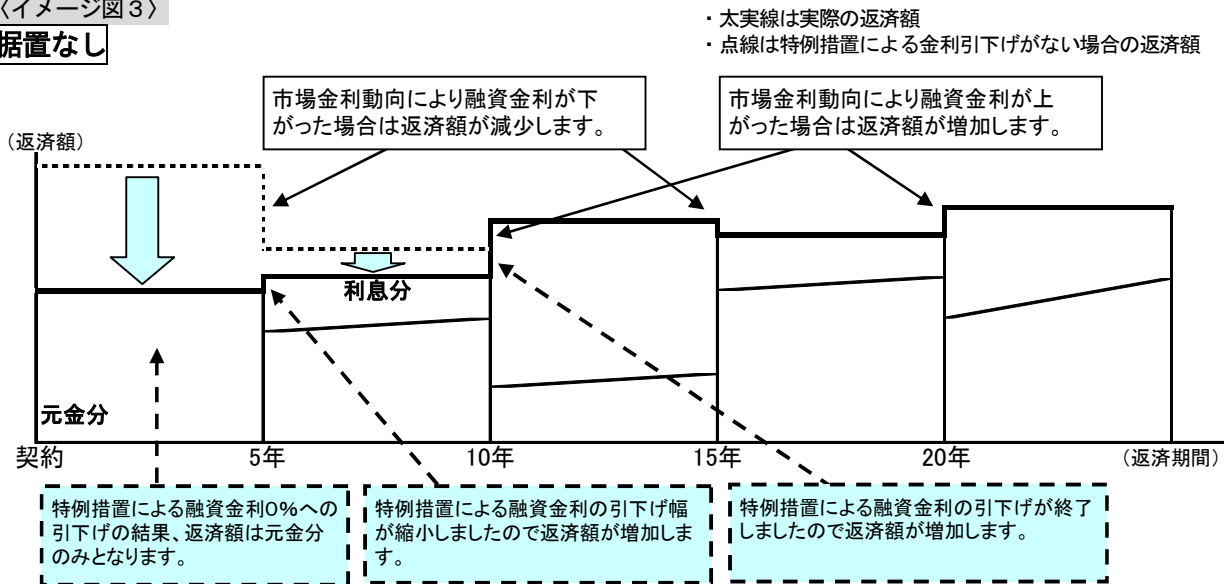 〈イメージ図３〉
据置なし
・太実線は実際の返済額
・点線は特例措置による金利引下げがない場合の返済額
市場金利動向により融資金利が下
がった場合は返済額が減少します。
市場金利動向により融資金利が上
がった場合は返済額が増加します。
（返済額）
利息分
元金分
契約
5年
10年
15年
20年
（返済期間）
特例措置による融資金利0％への
引下げの結果、返済額は元金分
のみとなります。
特例措置による融資金利の引下げ幅
が縮小しましたので返済額が増加しま
す。
特例措置による融資金利の引下げが終了
しましたので返済額が増加します。